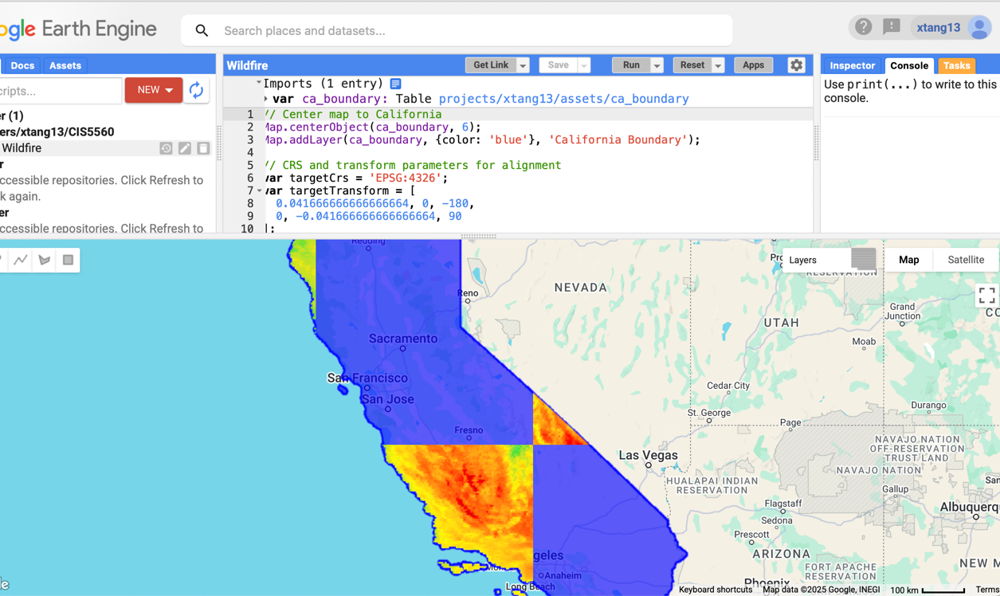 ogle Earth Engine
Search places and datasets...
xtang13
Docs
Assets
cripts...
NEW
r (1)
ers/xtang13/CIS5560
Wildfire
r
ccessible repositories. Click Refresh to
k again.
er
ccessible repositories. Click Refresh to
Wildfire
Get Link
Save
Run
Reset
Apps
Imports (1 entry)
var ca_boundary: Table projects/xtang13/assets/ca_boundary
1 // Center map to California
2 Map.centerObject(ca_boundary, 6);
3 Map.addLayer(ca_boundary, {color: 'blue'}, 'California Boundary');
4
5 // CRS and transform parameters for alignment
6 var targetCrs = 'EPSG:4326';
7 var targetTransform = [
8 0.041666666666666664, 0, -180,
9 0, -0.041666666666666664, 90
10 ];
Inspector
Console
Tasks
Use print(...) to write to this
console.
Layers
Map
Satellite
Redding
Pro
RESERVATION
Reno
NEVADA
Grand
Junction
CO
UTAH
Sacramento
Moab
San Francisco
San Jose
Cedar City
St. George
Durango
Page
Fresno
Las Vegas
NAVAJO NATION
OFF-RESERVATION
TRUST LAND
NAVAJO NATION
HUALAPAI INDIAN
RESERVATION
Gallup
San
Flagstaff
Albuquerq
Sedona
Prescott
ARIZONA
geles
Anaheim
Long Beach
FORT APACHE
RESERVATION
NEW M
Phoenix
le
Keyboard shortcuts
Map data ©2025 Google, INEGI
100 km
Terms